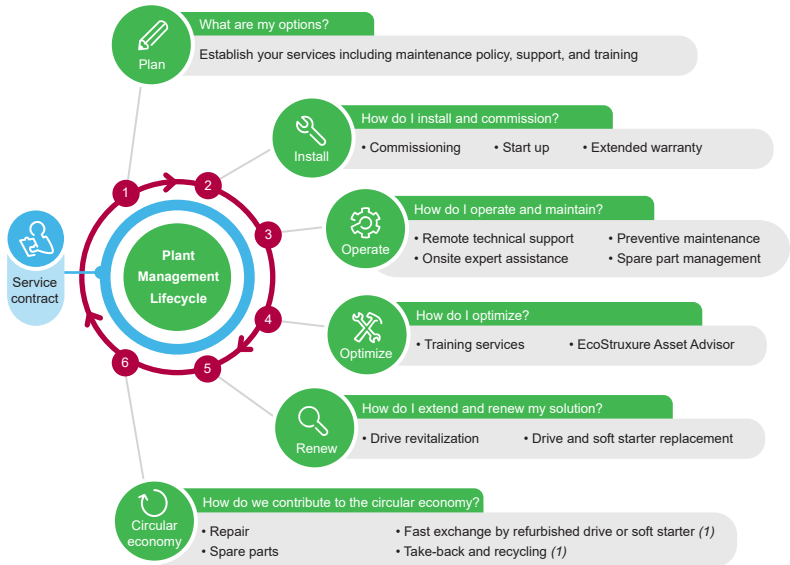 What are my options?
Plan
Establish your services including maintenance policy, support, and training
How do I install and commission?
Install
• Commissioning • Start up • Extended warranty
1
2
3
4
5
6
Plant
Management
Lifecycle
Service
contract
How do I operate and maintain?
Operate
• Remote technical support • Preventive maintenance
• Onsite expert assistance • Spare part management
How do I optimize?
Optimize
• Training services • EcoStruxure Asset Advisor
How do I extend and renew my solution?
Renew
• Drive revitalization • Drive and soft starter replacement
How do we contribute to the circular economy?
Circular
economy
• Repair • Fast exchange by refurbished drive or soft starter (1)
• Spare parts • Take-back and recycling (1)